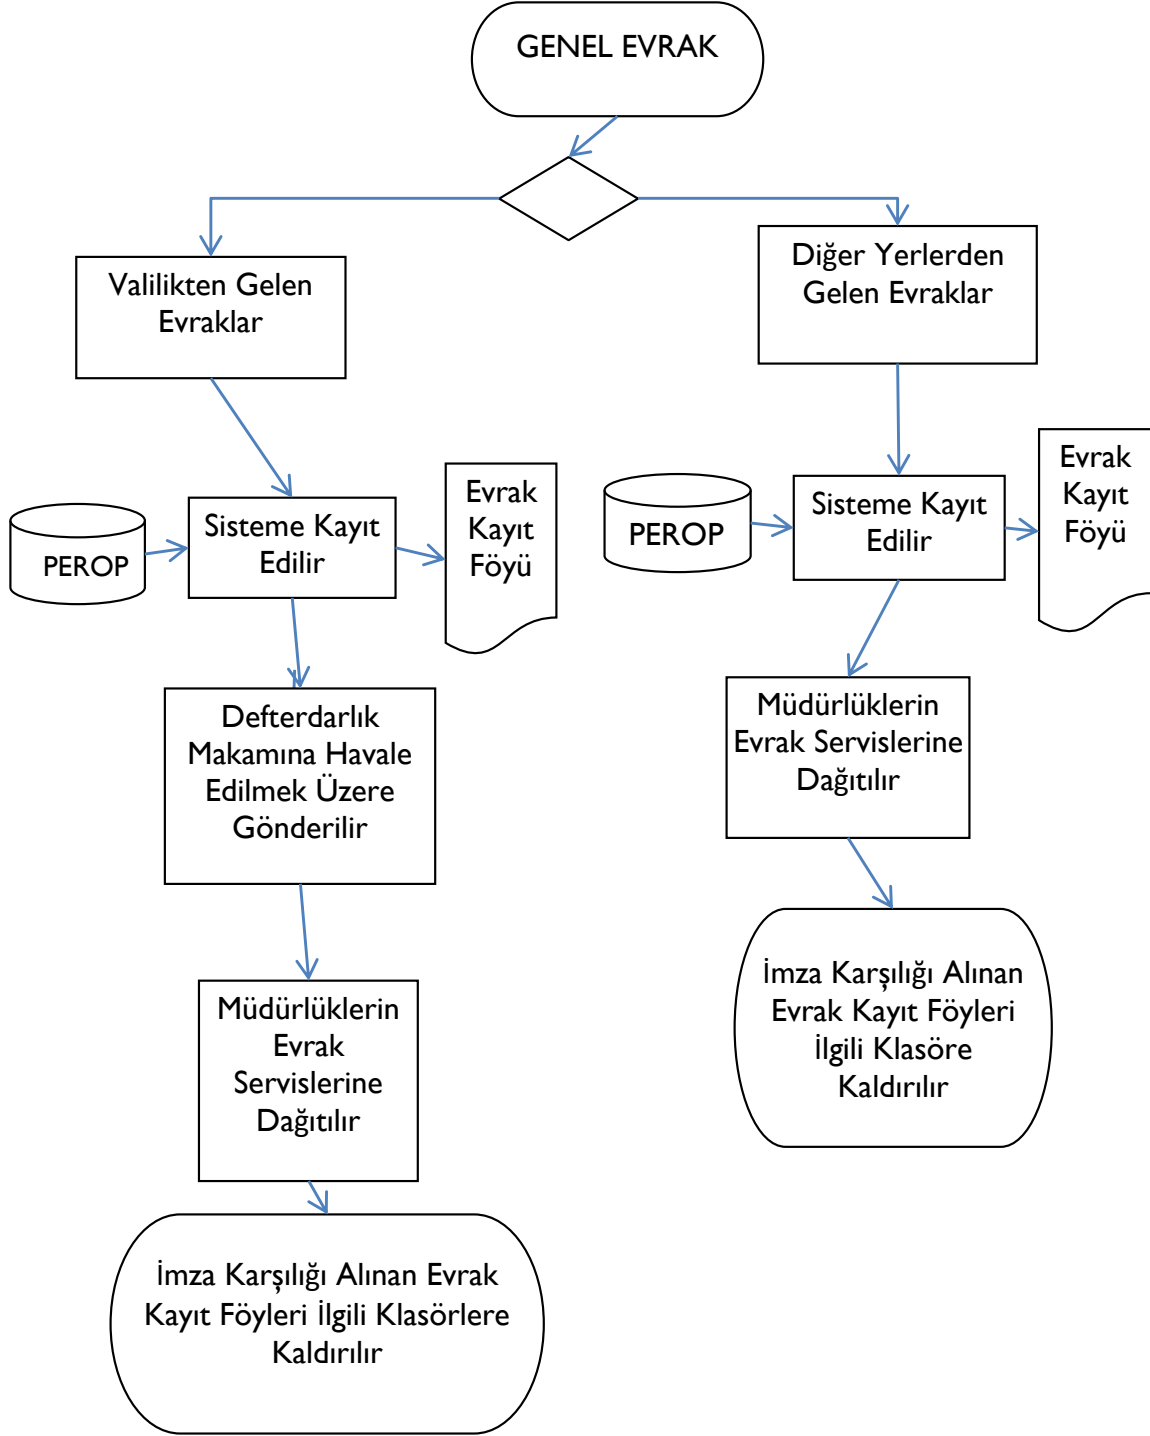 GENEL EVRAK
Valilikten Gelen
Evraklar
Diğer Yerlerden
Gelen Evraklar
PEROP
Sisteme Kayıt
Edilir
Evrak
Kayıt
Föyü
PEROP
Sisteme Kayıt
Edilir
Evrak
Kayıt
Föyü
Defterdarlık
Makamına Havale
Edilmek Üzere
Gönderilir
Müdürlüklerin
Evrak Servislerine
Dağıtılır
Müdürlüklerin
Evrak
Servislerine
Dağıtılır
İmza Karşılığı Alınan
Evrak Kayıt Föyleri
İlgili Klasöre
Kaldırılır
İmza Karşılığı Alınan Evrak
Kayıt Föyleri İlgili Klasörlere
Kaldırılır